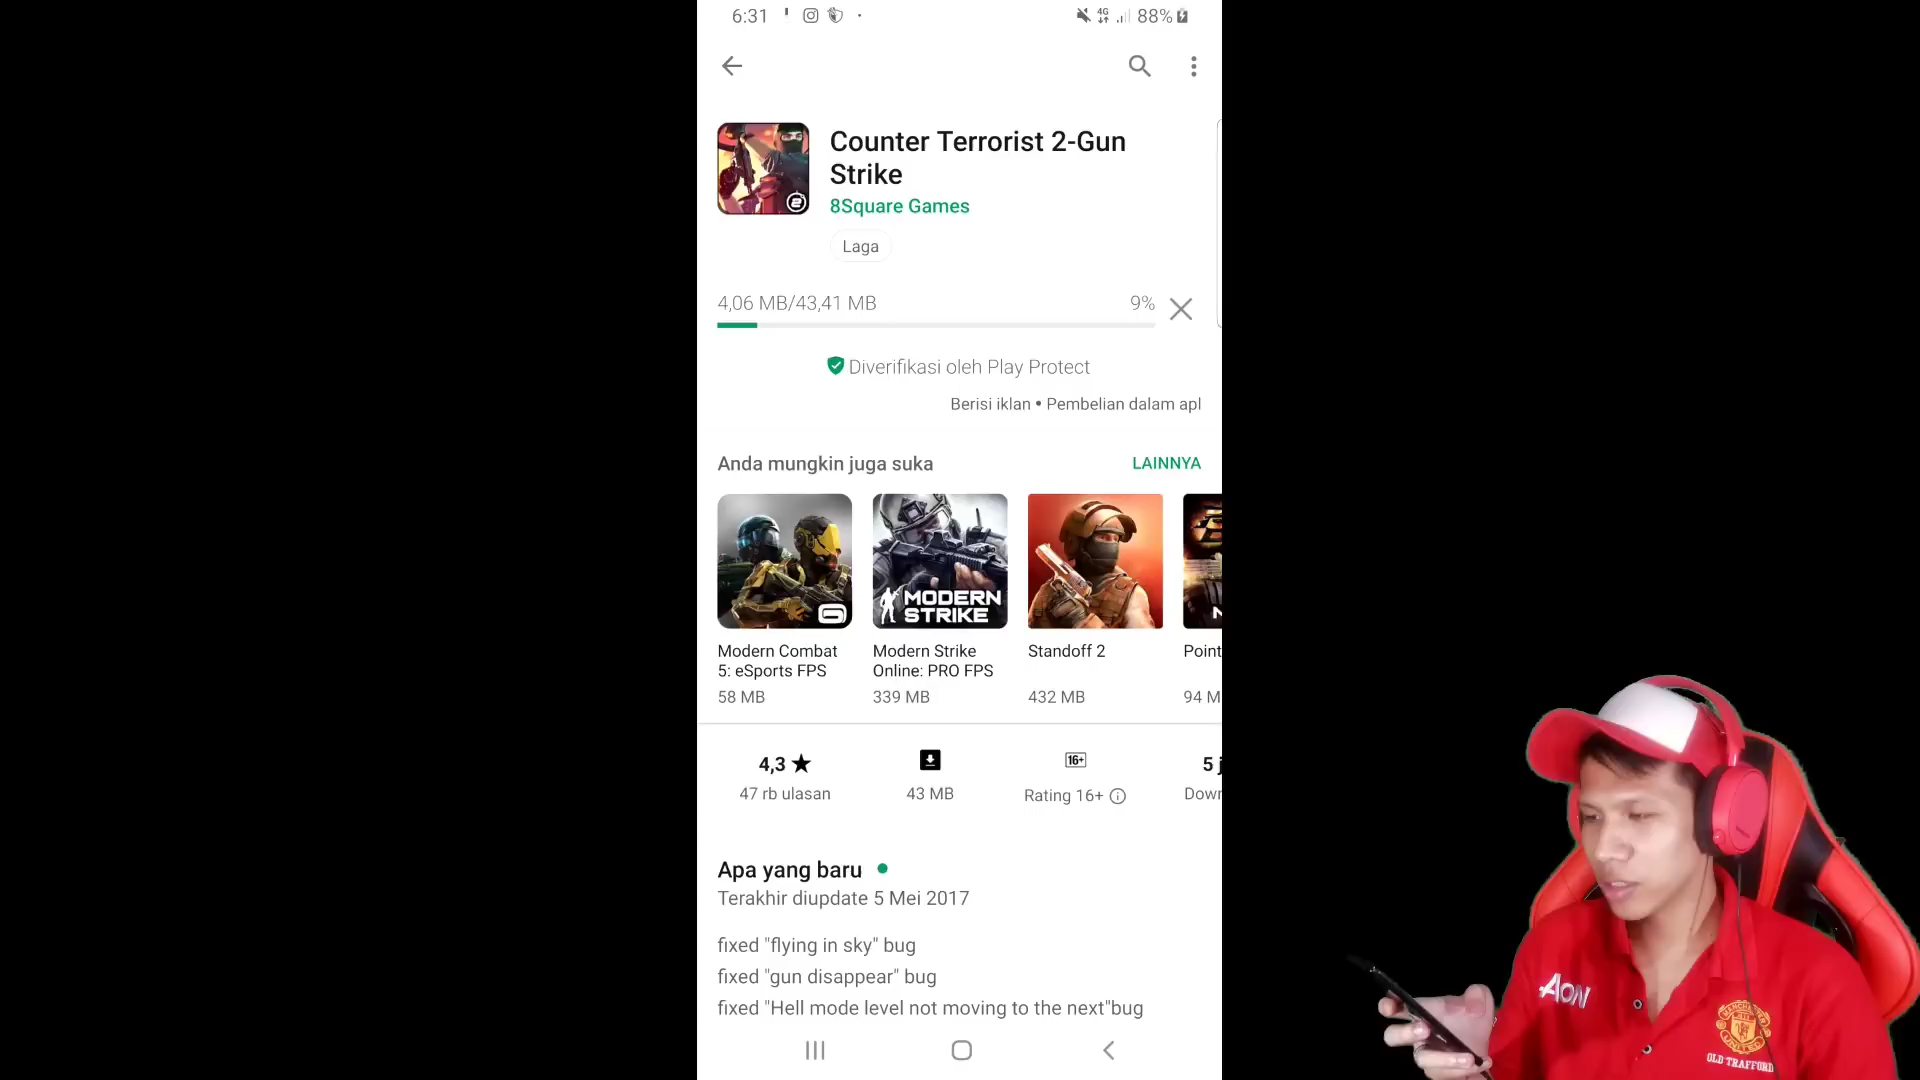 6:31
4G
88%
Counter Terrorist 2-Gun
Strike
8Square Games
Laga
4,06 MB/43,41 MB
9%
Diverifikasi oleh Play Protect
Berisi iklan • Pembelian dalam apl
Anda mungkin juga suka
LAINNYA
MODERN
STRIKE
Modern Combat
5: eSports FPS
58 MB
Modern Strike
Online: PRO FPS
339 MB
Standoff 2
432 MB
Point
94 M
4,3 ★
47 rb ulasan
43 MB
16+
Rating 16+
5 j
Down
Apa yang baru
Terakhir diupdate 5 Mei 2017
fixed "flying in sky" bug
fixed "gun disappear" bug
fixed "Hell mode level not moving to the next"bug
AON
MANCHESTER
UNITED
OLD TRAFFORD